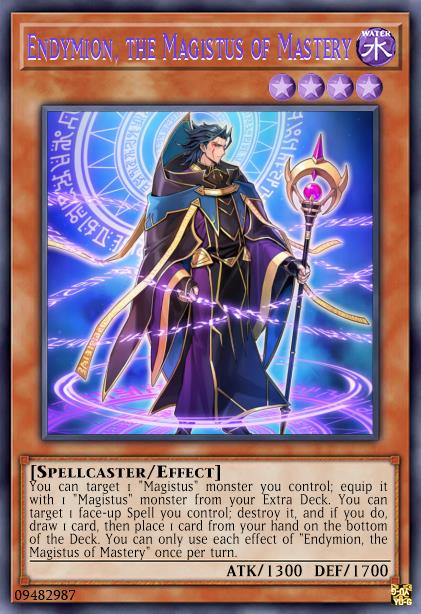 Endymion, the Magistus of Mastery
WATER
水
[Spellcaster/Effect]
You can target 1 "Magistus" monster you control; equip it
with 1 "Magistus" monster from your Extra Deck. You can
target 1 face-up Spell you control; destroy it, and if you do,
draw 1 card, then place 1 card from your hand on the bottom
of the Deck. You can only use each effect of "Endymion, the
Magistus of Mastery" once per turn.
ATK/1300 DEF/1700
09482987